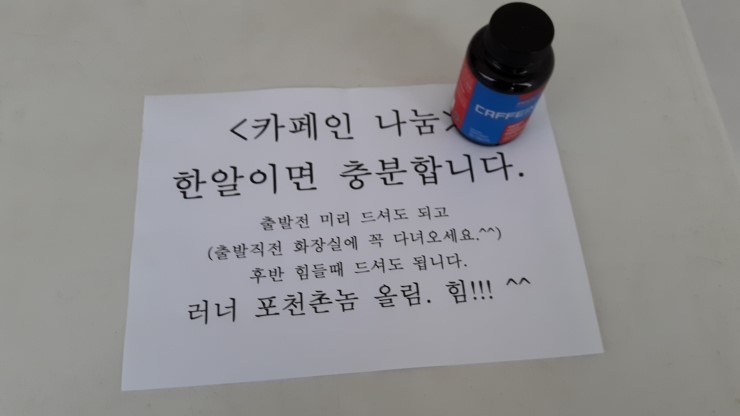 CAFFEIN
<카페인 나눔>
한알이면 충분합니다.
출발전 미리 드셔도 되고
(출발직전 화장실에 꼭 다녀오세요.^^)
후반 힘들때 드셔도 됩니다.
러너 포천촌놈 올림. 힘!!! ^^